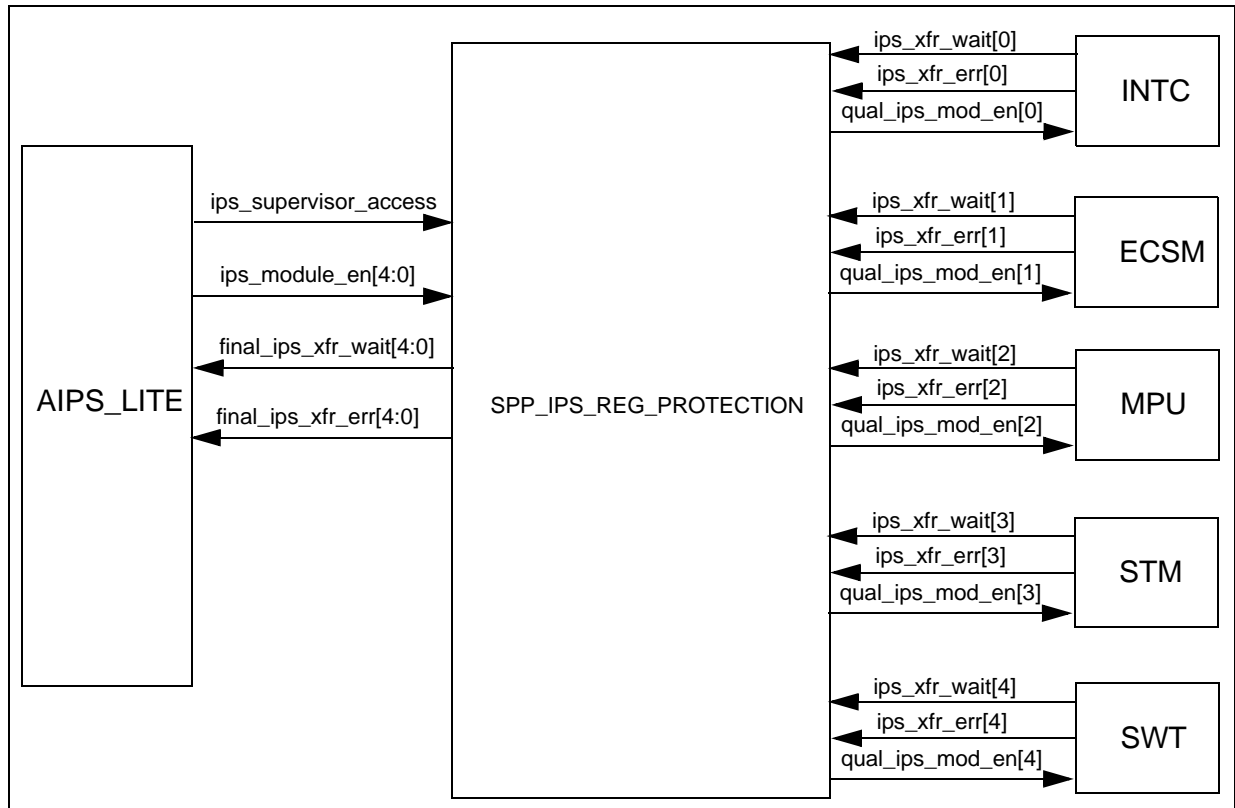 ips_xfr_wait[0]
ips_xfr_err[0]
INTC
qual_ips_mod_en[0]
ips_supervisor_access
ips_xfr_wait[1]
ips_xfr_err[1]
ECSM
qual_ips_mod_en[1]
ips_module_en[4:0]
final_ips_xfr_wait[4:0]
ips_xfr_wait[2]
ips_xfr_err[2]
MPU
qual_ips_mod_en[2]
AIPS_LITE
final_ips_xfr_err[4:0]
SPP_IPS_REG_PROTECTION
ips_xfr_wait[3]
ips_xfr_err[3]
STM
qual_ips_mod_en[3]
ips_xfr_wait[4]
ips_xfr_err[4]
SWT
qual_ips_mod_en[4]